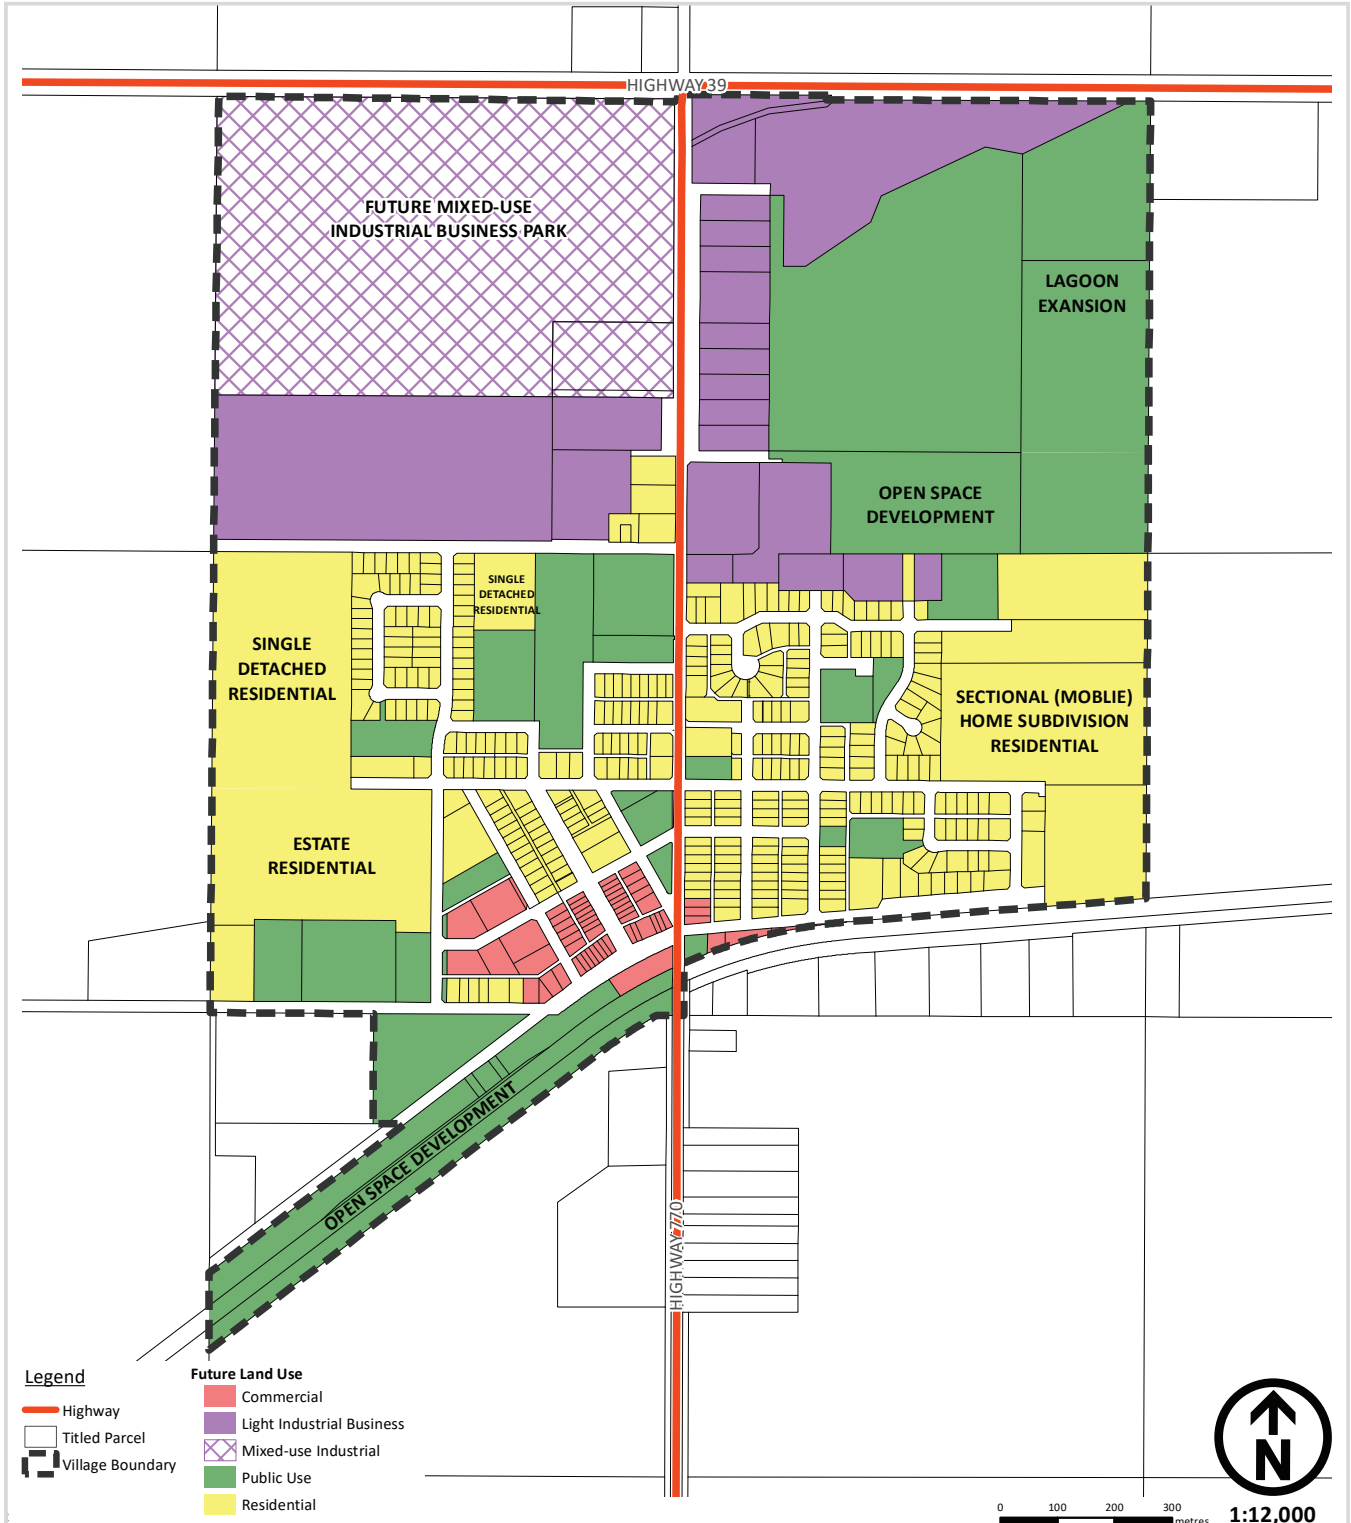 HIGHWAY 39
FUTURE MIXED-USE
INDUSTRIAL BUSINESS PARK
LAGOON
EXANSION
OPEN SPACE
DEVELOPMENT
SINGLE
DETACHED
RESIDENTIAL
SINGLE
DETACHED
RESIDENTIAL
SECTIONAL (MOBLIE)
HOME SUBDIVISION
RESIDENTIAL
ESTATE
RESIDENTIAL
OPEN SPACE DEVELOPMENT
HIGHWAY 770
Legend
Highway
Titled Parcel
Village Boundary
Future Land Use
Commercial
Light Industrial Business
Mixed-use Industrial
Public Use
Residential
N
0 100 200 300
metres
1:12,000